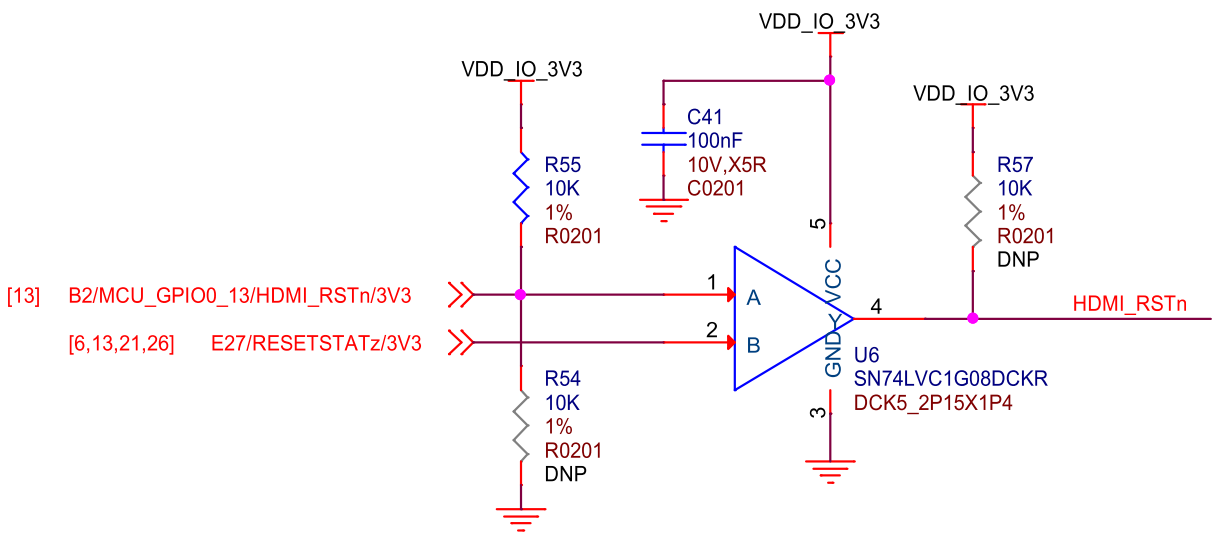 VDD_IO_3V3
VDD_IO_3V3
VDD_IO_3V3
C41
100nF
10V,X5R
C0201
R55
10K
1%
R0201
R57
10K
1%
R0201
DNP
5
VCC
[13] B2/MCU_GPIO0_13/HDMI_RSTn/3V3
1
A
4
Y
HDMI_RSTn
[6,13,21,26] E27/RESETSTATz/3V3
2
B
GND
3
U6
SN74LVC1G08DCKR
DCK5_2P15X1P4
R54
10K
1%
R0201
DNP